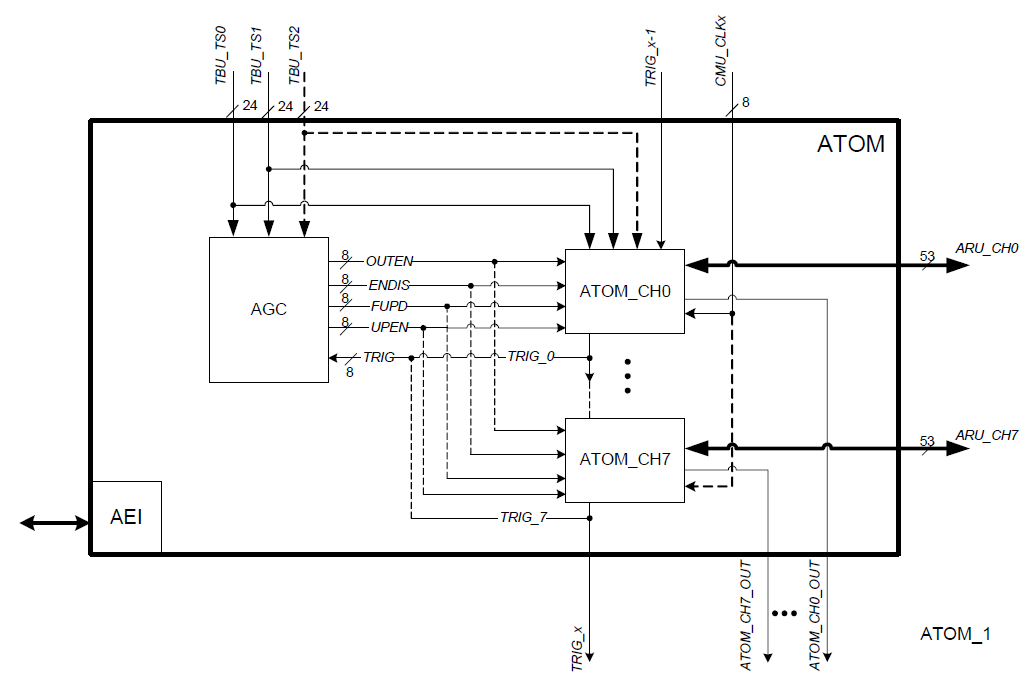 TBU_TS0
TBU_TS1
TBU_TS2
TRIG_x-1
CMU_CLKx
24
24
24
8
ATOM
AGC
8
OUTEN
8
ENDIS
8
FUPD
8
UPEN
TRIG
8
TRIG_0
ATOM_CH0
53
ARU_CH0
ATOM_CH7
53
ARU_CH7
TRIG_7
AEI
TRIG_x
ATOM_CH7_OUT
ATOM_CH0_OUT
ATOM_1